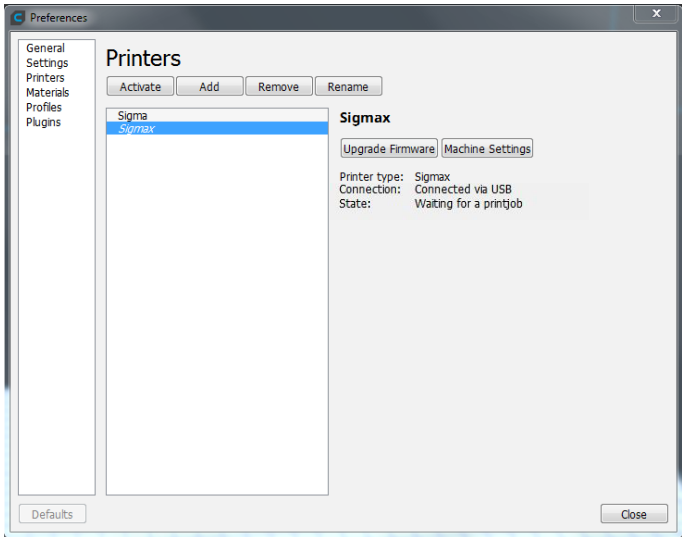 Preferences
x
General
Settings
Printers
Materials
Profiles
Plugins
Printers
Activate Add Remove Rename
Sigma
Sigmax
Sigmax
Upgrade Firmware Machine Settings
Printer type: Sigmax
Connection: Connected via USB
State: Waiting for a printjob
Defaults
Close